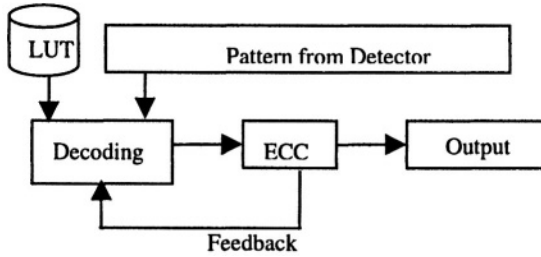 LUT
Pattern from Detector
Decoding
ECC
Output
Feedback